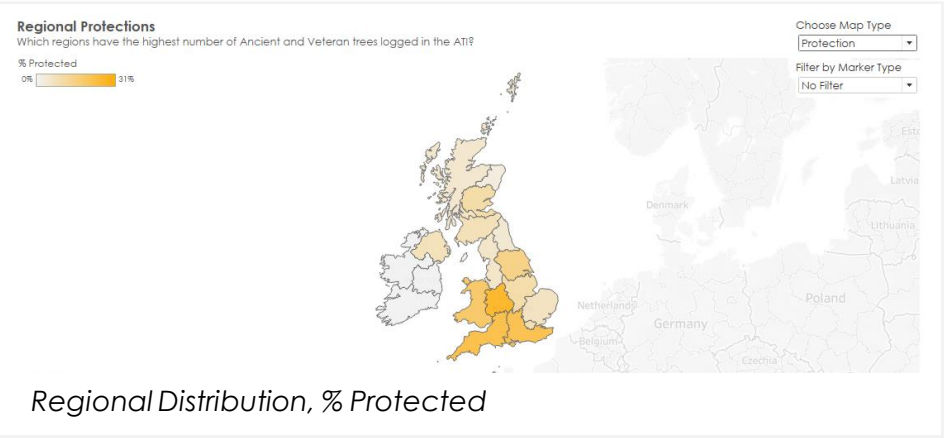 Regional Protections
Which regions have the highest number of Ancient and Veteran trees logged in the ATI?
% Protected
0% 31%
Choose Map Type
Protection
Filter by Marker Type
No Filter
Denmark
Latvia
Lithuania
Netherlands
Poland
Germany
Belgium
Czechia
Regional Distribution, % Protected